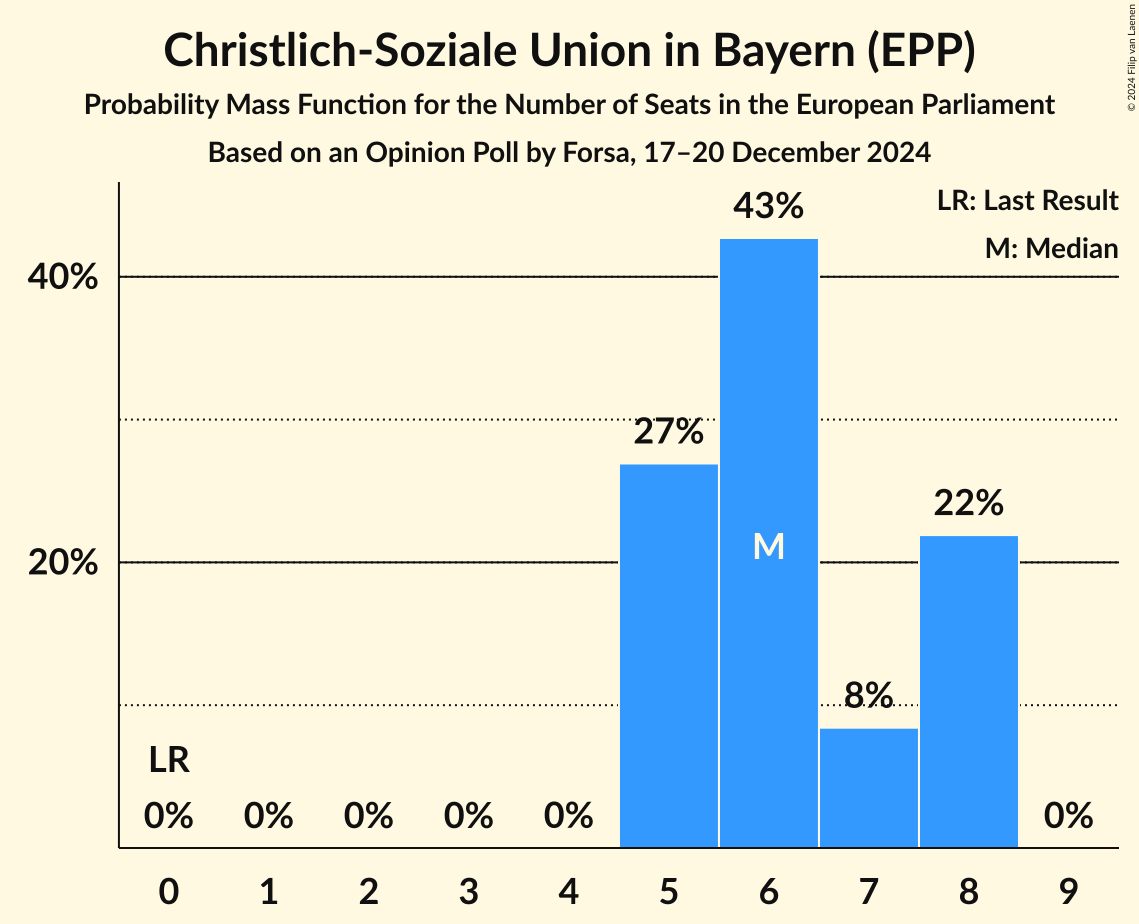 Christlich-Soziale Union in Bayern (EPP)
Probability Mass Function for the Number of Seats in the European Parliament
Based on an Opinion Poll by Forsa, 17–20 December 2024
© 2024 Filip van Laenen
LR: Last Result
M: Median
43%
40%
27%
22%
M
20%
8%
LR
0% 0% 0% 0% 0% 0%
0 1 2 3 4 5 6 7 8 9